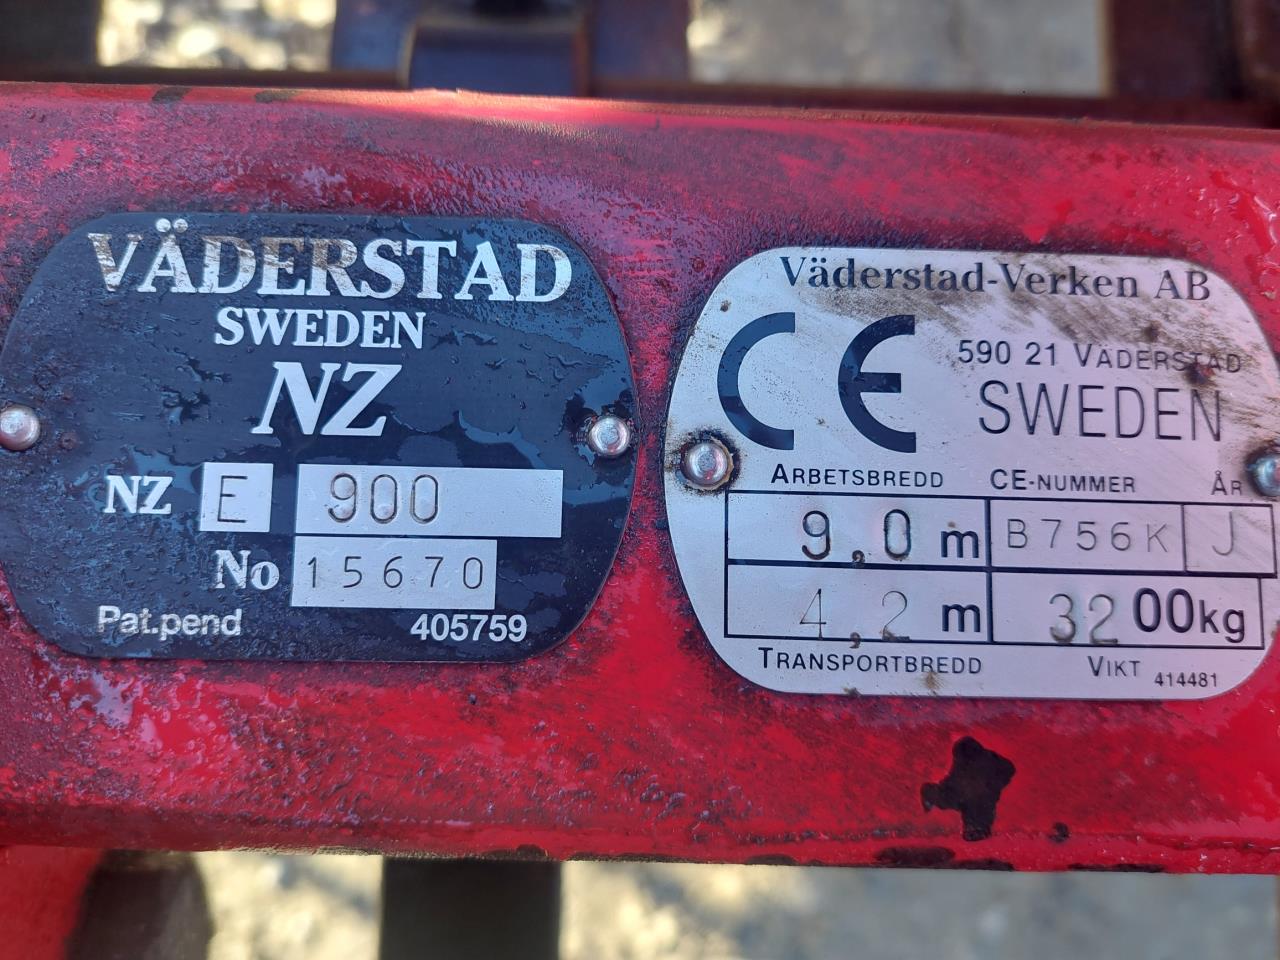 VÄDERSTAD
SWEDEN
NZ
NZ E 900
No 15670
Pat.pend 405759
Väderstad-Verken AB
CE
590 21 VÄDERSTAD
SWEDEN
ARBETSBREDD CE-NUMMER ÅR
9,0 m B756K J
4,2 m 3200kg
TRANSPORTBREDD VIKT 414481